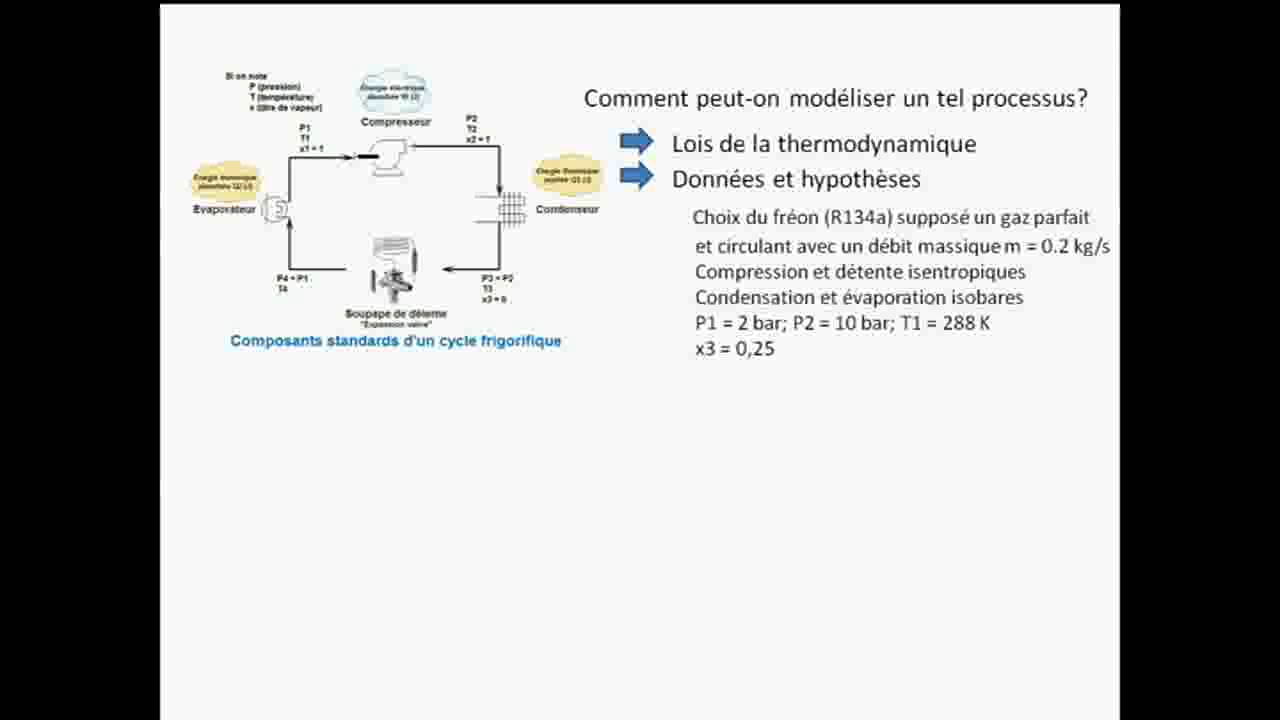 Si on note
P (pression)
T (température)
x (titre de vapeur)
Energie électrique
Compresseur
P1
T1
x1 = 1
P2
T2
x2 = 1
Evaporateur
Condenseur
P4 = P1
T4
P3 = P2
T3
x3 = 0
Soupape de détente
"Expansion valve"
Composants standards d'un cycle frigorifique
Comment peut-on modéliser un tel processus?
Lois de la thermodynamique
Données et hypothèses
Choix du fréon (R134a) supposé un gaz parfait
et circulant avec un débit massique m = 0.2 kg/s
Compression et détente isentropiques
Condensation et évaporation isobares
P1 = 2 bar; P2 = 10 bar; T1 = 288 K
x3 = 0,25